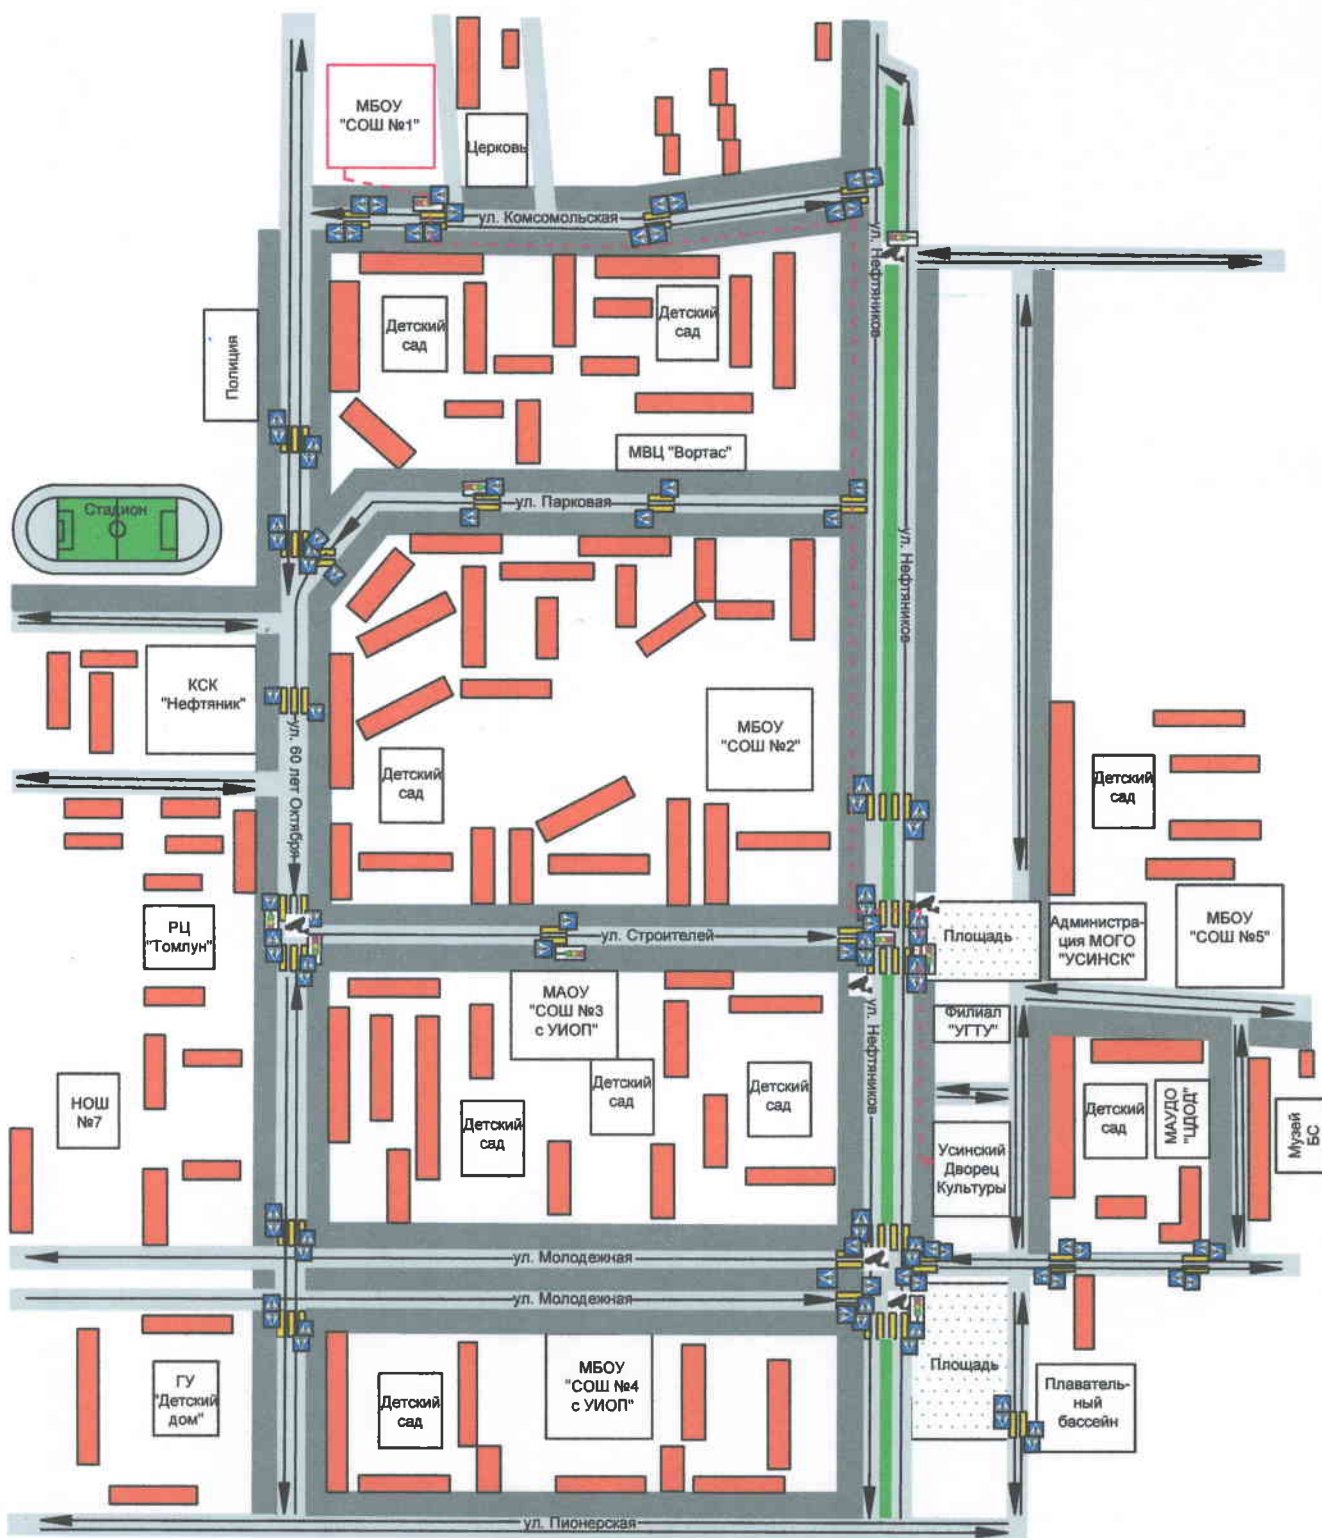 МБОУ
"СОШ №1"
Церковь
ул. Комсомольская
ул. Нефтяников
Полиция
Детский
сад
Детский
сад
МВЦ "Вортас"
Стадион
ул. Парковая
ул. Нефтяников
КСК
"Нефтяник"
ул. 60 лет Октября
МБОУ
"СОШ №2"
Детский
сад
Детский
сад
РЦ
"Томлун"
ул. Строителей
Площадь
Администра-
ция МОГО
"УСИНСК"
МБОУ
"СОШ №5"
МАОУ
"СОШ №3
с УИОП"
ул. Нефтяников
Филиал
"УГТУ"
НОШ
№7
Детский
сад
Детский
сад
Детский
сад
Детский
сад
МАУДО
"ЦДОД"
Музей
БС
Усинский
Дворец
Культуры
ул. Молодежная
ул. Молодежная
ГУ
"Детский
дом"
Детский
сад
МБОУ
"СОШ №4
с УИОП"
Площадь
Плаватель-
ный
бассейн
ул. Пионерская